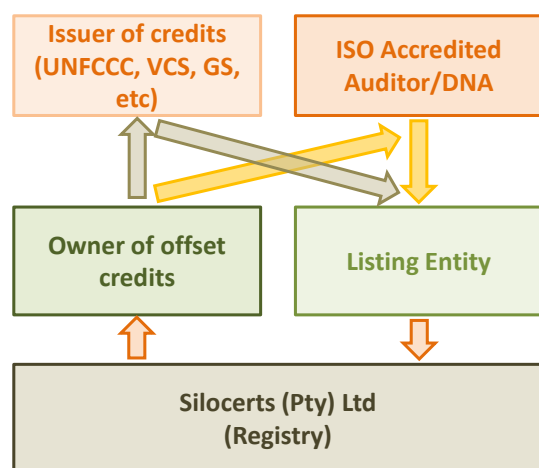 Issuer of credits
(UNFCCC, VCS, GS,
etc)
ISO Accredited
Auditor/DNA
Owner of offset
credits
Listing Entity
Silocerts (Pty) Ltd
(Registry)